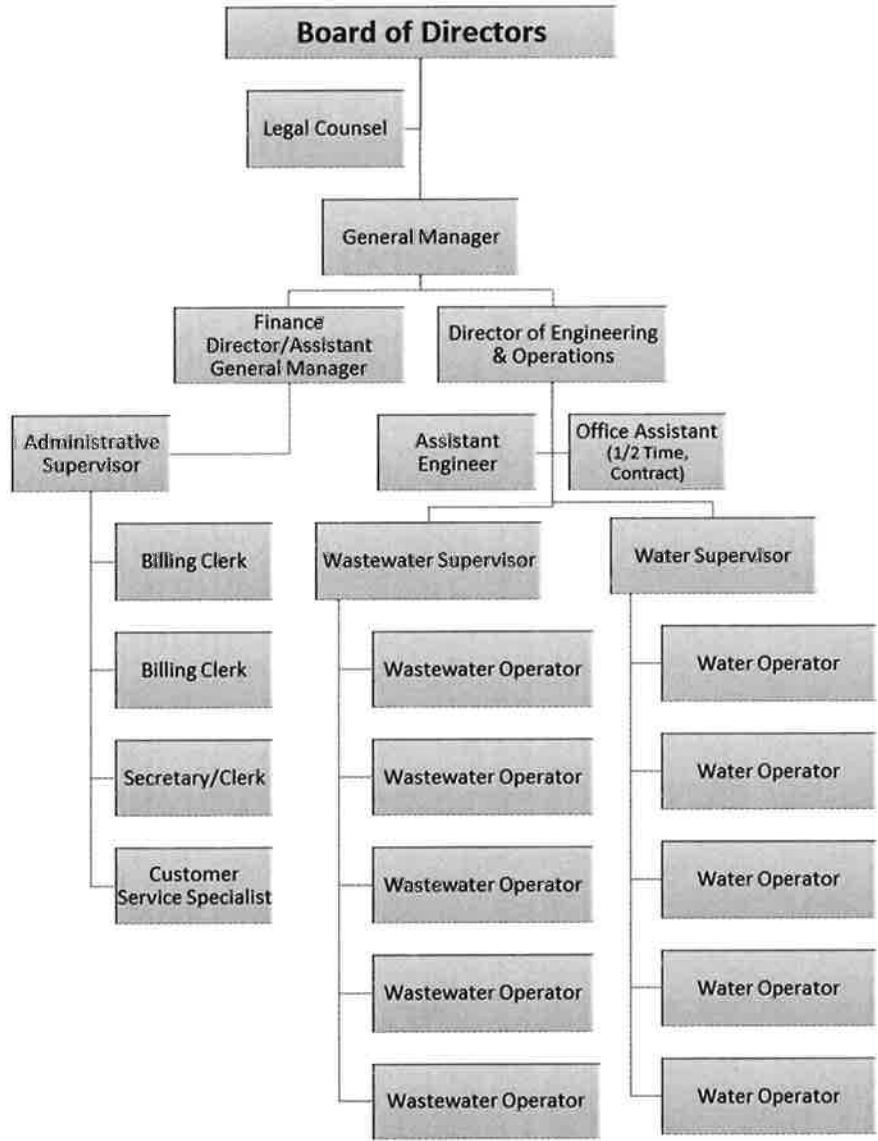 Board of Directors
Legal Counsel
General Manager
Finance
Director/Assistant
General Manager
Director of Engineering
& Operations
Administrative
Supervisor
Assistant
Engineer
Office Assistant
(1/2 Time,
Contract)
Billing Clerk
Billing Clerk
Secretary/Clerk
Customer
Service Specialist
Wastewater Supervisor
Wastewater Operator
Wastewater Operator
Wastewater Operator
Wastewater Operator
Wastewater Operator
Water Supervisor
Water Operator
Water Operator
Water Operator
Water Operator
Water Operator